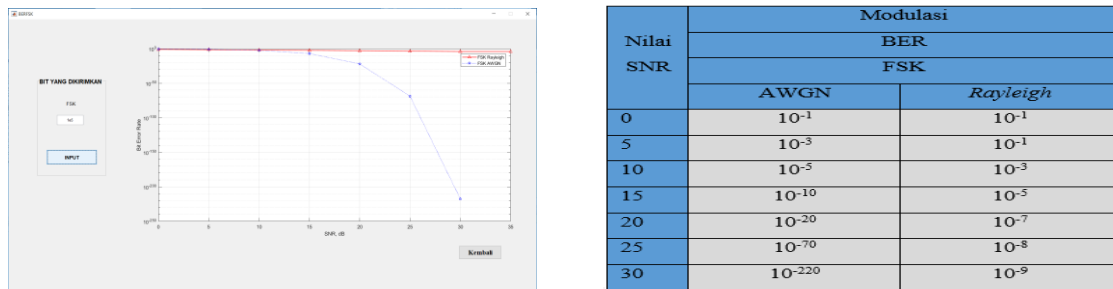 BIT YANG DIKIRIMKAN
FSK
INPUT
Bit Error Rate
FSK Rayleigh
FSK AWGN
0 5 10 15 20 25 30 35
SNR, dB
Kembali
Nilai SNR
Modulasi
BER
FSK
AWGN Rayleigh
0 10⁻¹ 10⁻¹
5 10⁻³ 10⁻¹
10 10⁻⁵ 10⁻³
15 10⁻¹⁰ 10⁻⁵
20 10⁻²⁰ 10⁻⁷
25 10⁻⁷⁰ 10⁻⁸
30 10⁻²²⁰ 10⁻⁹